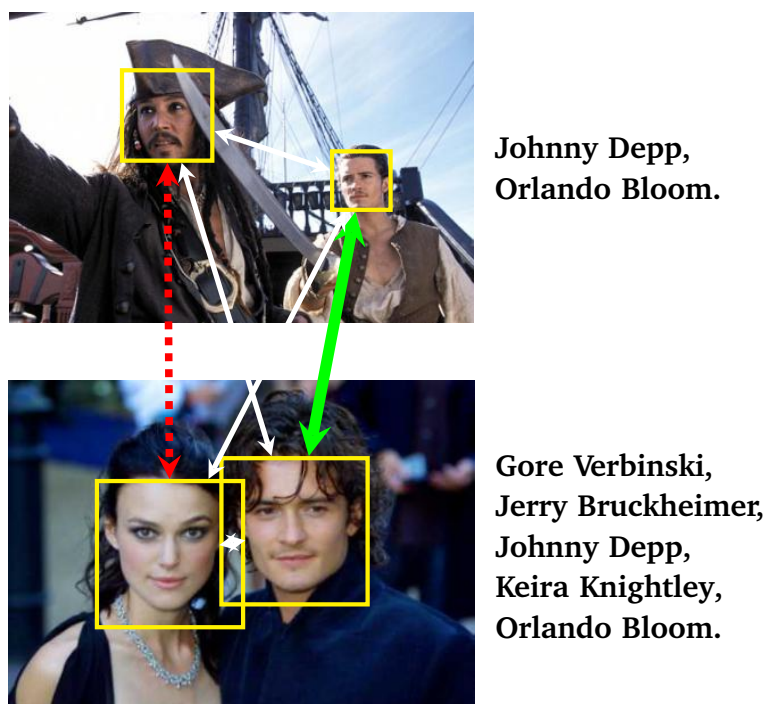 Johnny Depp,
Orlando Bloom.
Gore Verbinski,
Jerry Bruckheimer,
Johnny Depp,
Keira Knightley,
Orlando Bloom.